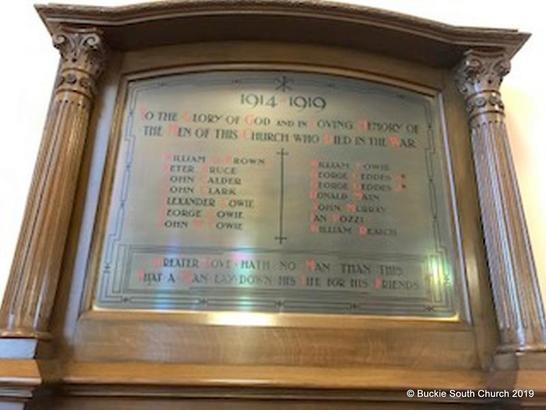 1914-1919
TO THE GLORY OF GOD AND IN LOVING MEMORY OF
THE MEN OF THIS CHURCH WHO DIED IN THE WAR
WILLIAM BROWN
PETER BRUCE
JOHN CALDER
JOHN CLARK
ALEXANDER COWIE
GEORGE COWIE
JOHN COWIE
WILLIAM COWIE
GEORGE GEDDES
GEORGE GEDDES
DONALD
JOHN MURRAY
IAN
WILLIAM
GREATER LOVE HATH NO MAN THAN THIS
THAT A MAN LAY DOWN HIS LIFE FOR HIS FRIENDS
© Buckie South Church 2019